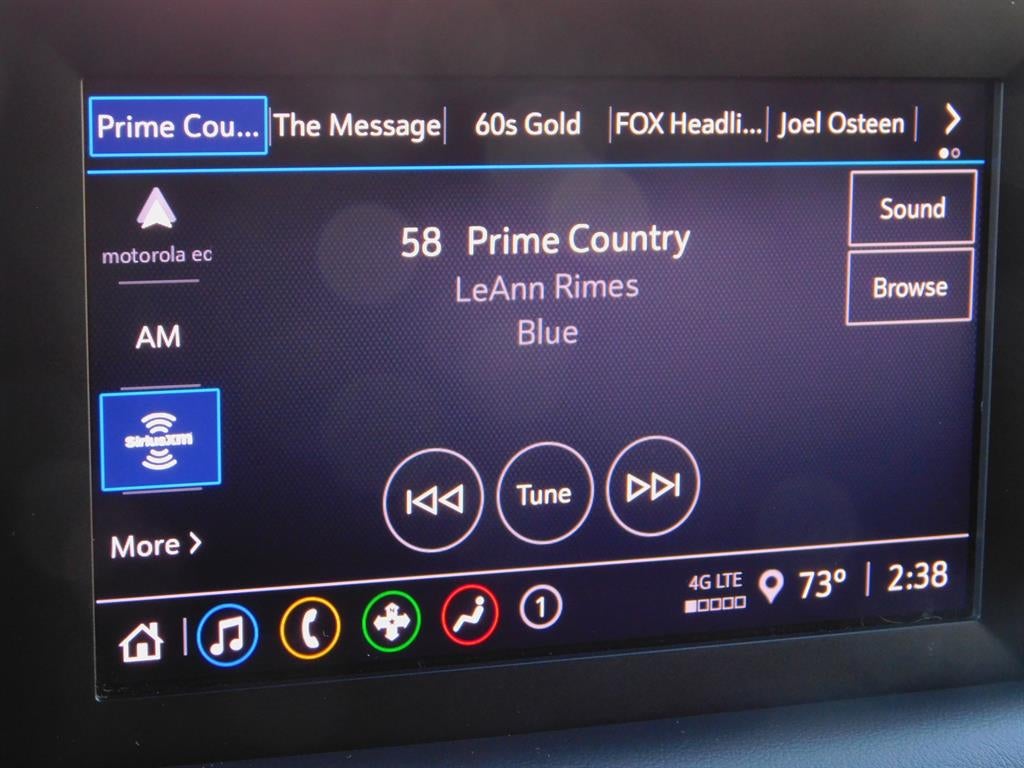 Prime Cou... The Message 60s Gold FOX Headli... Joel Osteen
Sound
motorola ec
58 Prime Country
LeAnn Rimes
Browse
Blue
AM
SiriusXM
Tune
More
4G LTE
73° 2:38
N
1